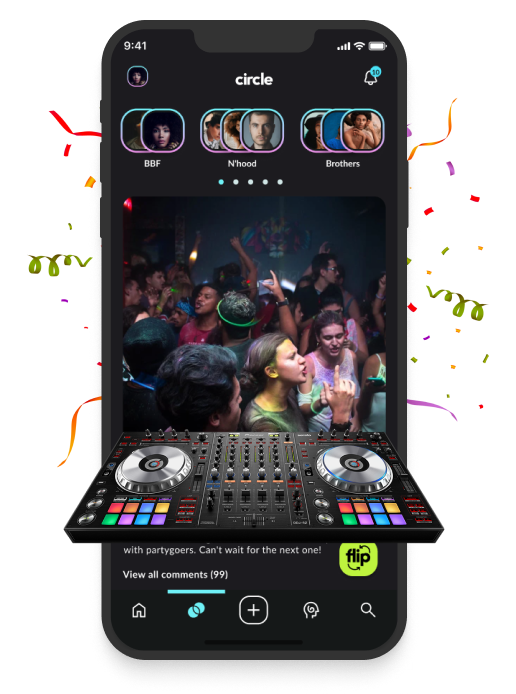 9:41
circle
10
BBF
N'hood
Brothers
with partygoers. Can't wait for the next one!
flip
View all comments (99)